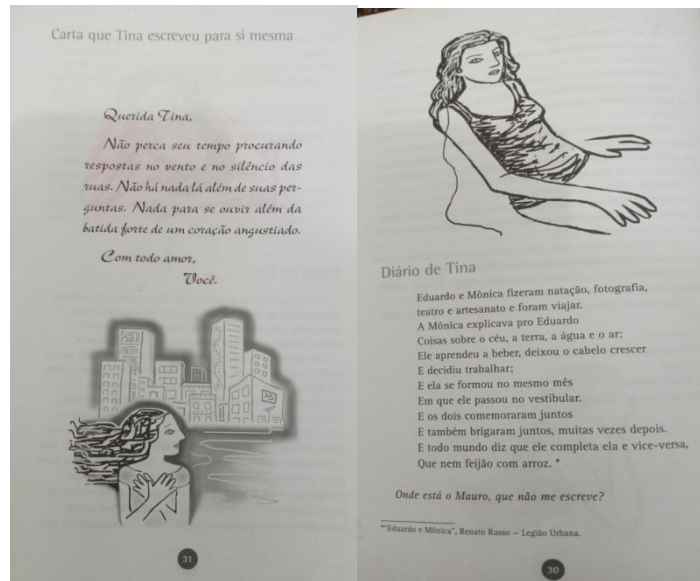 Carta que Tina escreveu para si mesma
Querida Tina,
Não perca seu tempo procurando
respostas no vento e no silêncio das
ruas. Não há nada lá além de suas per-
guntas. Nada para se ouvir além da
batida forte de um coração angustiado.
Com todo amor,
Você.
31
Diário de Tina
Eduardo e Mônica fizeram natação, fotografia,
teatro e artesanato e foram viajar.
A Mônica explicava pro Eduardo
Coisas sobre o céu, a terra, a água e o ar:
Ele aprendeu a beber, deixou o cabelo crescer
E decidiu trabalhar;
E ela se formou no mesmo mês
Em que ele passou no vestibular.
E os dois comemoraram juntos
E também brigaram juntos, muitas vezes depois.
E todo mundo diz que ele completa ela e vice-versa,
Que nem feijão com arroz. *
Onde está o Mauro, que não me escreve?
*"Eduardo e Mônica", Renato Russo – Legião Urbana.
30